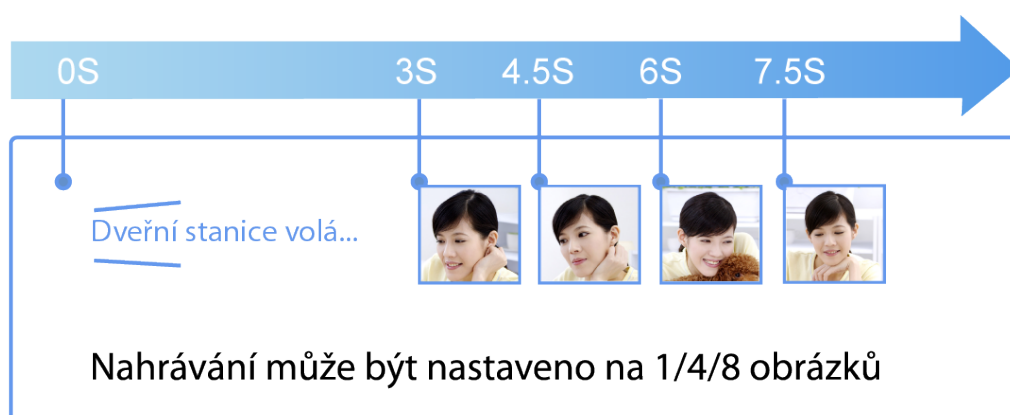 0S 3S 4.5S 6S 7.5S
Dveřní stanice volá...
Nahrávání může být nastaveno na 1/4/8 obrázků